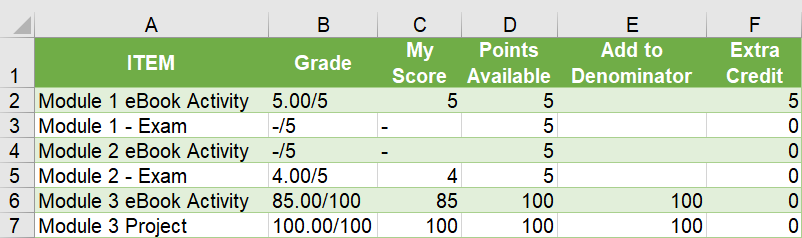 A B C D E F
1 ITEM Grade My Score Points Available Add to Denominator Extra Credit
2 Module 1 eBook Activity 5.00/5 5 5 5
3 Module 1 - Exam -/5 - 5 0
4 Module 2 eBook Activity -/5 - 5 0
5 Module 2 - Exam 4.00/5 4 5 0
6 Module 3 eBook Activity 85.00/100 85 100 100 0
7 Module 3 Project 100.00/100 100 100 100 0